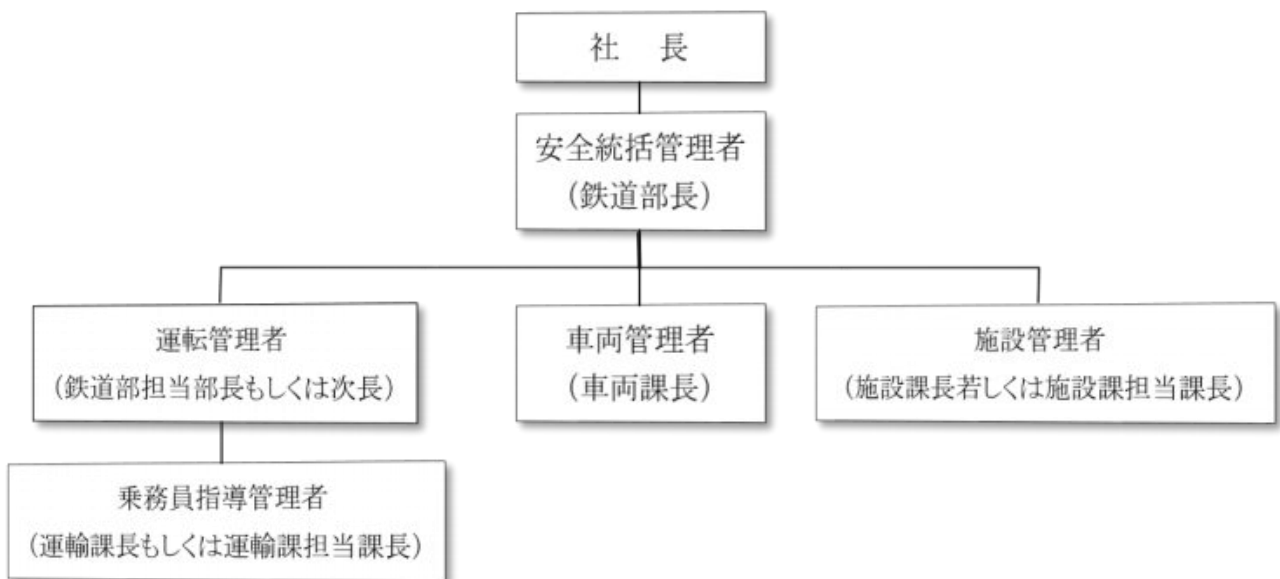 社　長
安全統括管理者
(鉄道部長)
運転管理者
(鉄道部担当部長もしくは次長)
車両管理者
(車両課長)
施設管理者
(施設課長若しくは施設課担当課長)
乗務員指導管理者
(運輸課長もしくは運輸課担当課長)